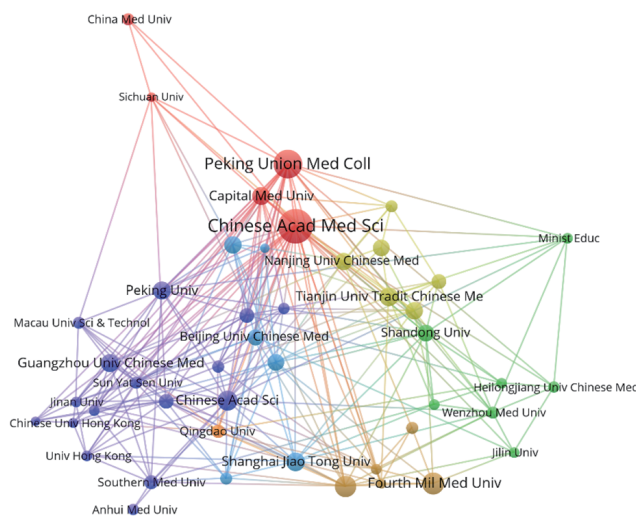 China Med Univ
Sichuan Univ
Peking Union Med Coll
Capital Med Univ
Chinese Acad Med Sci
Minist Educ
Nanjing Univ Chinese Med
Peking Univ
Tianjin Univ Tradit Chinese Me
Macau Univ Sci & Technol
Shandong Univ
Beijing Univ Chinese Med
Guangzhou Univ Chinese Med
Sun Yat Sen Univ
Heilongjiang Univ Chinese Med
Jinan Univ
Chinese Acad Sci
Wenzhou Med Univ
Chinese Univ Hong Kong
Qingdao Univ
Jilin Univ
Univ Hong Kong
Shanghai Jiao Tong Univ
Southern Med Univ
Fourth Mil Med Univ
Anhui Med Univ